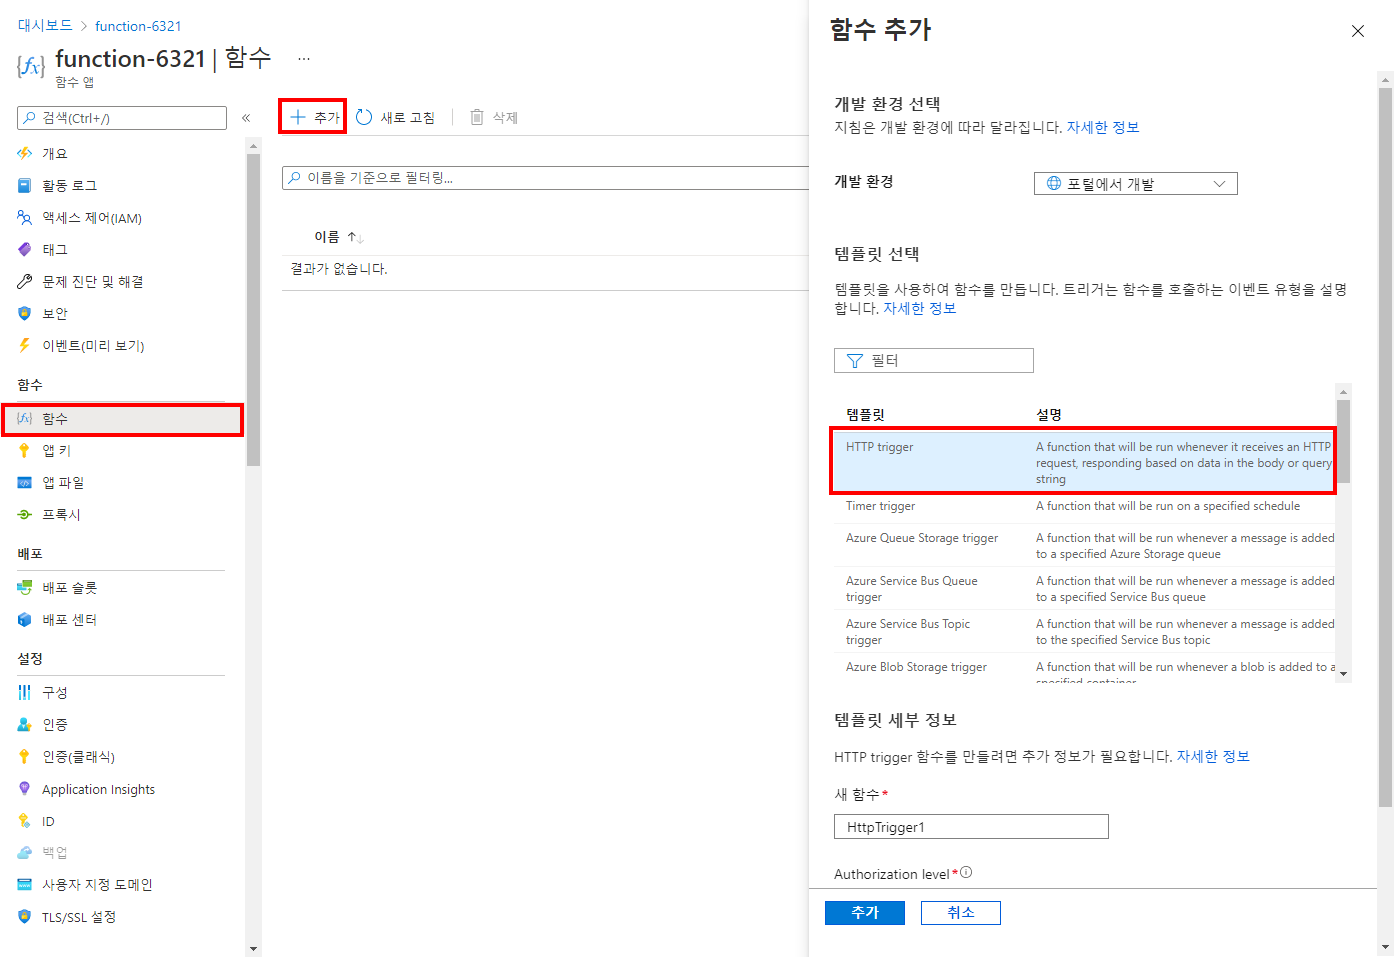 대시보드 > function-6321
function-6321 | 함수 ...
함수 앱
검색(Ctrl+/)
«
개요
활동 로그
액세스 제어(IAM)
태그
문제 진단 및 해결
보안
이벤트(미리 보기)
함수
함수
앱 키
앱 파일
프록시
배포
배포 슬롯
배포 센터
설정
구성
인증
인증(클래식)
Application Insights
ID
백업
사용자 지정 도메인
TLS/SSL 설정
추가
새로 고침
삭제
이름을 기준으로 필터링...
이름 ↑↓
결과가 없습니다.
함수 추가
개발 환경 선택
지침은 개발 환경에 따라 달라집니다. 자세한 정보
개발 환경
포털에서 개발
템플릿 선택
템플릿을 사용하여 함수를 만듭니다. 트리거는 함수를 호출하는 이벤트 유형을 설명
합니다. 자세한 정보
필터
템플릿 설명
HTTP trigger
A function that will be run whenever it receives an HTTP
request, responding based on data in the body or query
string
Timer trigger
A function that will be run on a specified schedule
Azure Queue Storage trigger
A function that will be run whenever a message is added
to a specified Azure Storage queue
Azure Service Bus Queue
trigger
A function that will be run whenever a message is added
to a specified Service Bus queue
Azure Service Bus Topic
trigger
A function that will be run whenever a message is added
to the specified Service Bus topic
Azure Blob Storage trigger
A function that will be run whenever a blob is added to a
specified container
템플릿 세부 정보
HTTP trigger 함수를 만들려면 추가 정보가 필요합니다. 자세한 정보
새 함수*
HttpTrigger1
Authorization level*
추가
취소